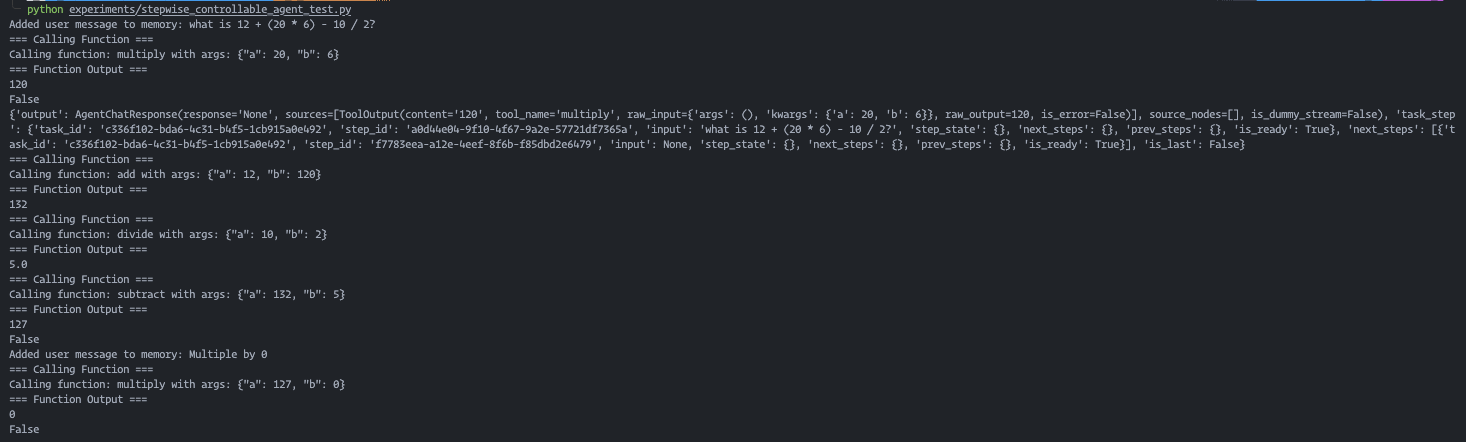 python experiments/stepwise_controllable_agent_test.py
Added user message to memory: what is 12 + (20 * 6) - 10 / 2?
=== Calling Function ===
Calling function: multiply with args: {"a": 20, "b": 6}
=== Function Output ===
120
False
{'output': AgentChatResponse(response='None', sources=[ToolOutput(content='120', tool_name='multiply', raw_input={'args': (), 'kwargs': {'a': 20, 'b': 6}}, raw_output=120, is_error=False)], source_nodes=[], is_dummy_stream=False), 'task_step
': {'task_id': 'c336f102-bda6-4c31-b4f5-1cb915a0e492', 'step_id': 'a0d44e04-9f10-4f67-9a2e-57721df7365a', 'input': 'what is 12 + (20 * 6) - 10 / 2?', 'step_state': {}, 'next_steps': {}, 'prev_steps': {}, 'is_ready': True}, 'next_steps': [{'t
ask_id': 'c336f102-bda6-4c31-b4f5-1cb915a0e492', 'step_id': 'f7783eea-a12e-4eef-8f6b-f85dbd2e6479', 'input': None, 'step_state': {}, 'next_steps': {}, 'prev_steps': {}, 'is_ready': True}], 'is_last': False}
=== Calling Function ===
Calling function: add with args: {"a": 12, "b": 120}
=== Function Output ===
132
=== Calling Function ===
Calling function: divide with args: {"a": 10, "b": 2}
=== Function Output ===
5.0
=== Calling Function ===
Calling function: subtract with args: {"a": 132, "b": 5}
=== Function Output ===
127
False
Added user message to memory: Multiple by 0
=== Calling Function ===
Calling function: multiply with args: {"a": 127, "b": 0}
=== Function Output ===
0
False